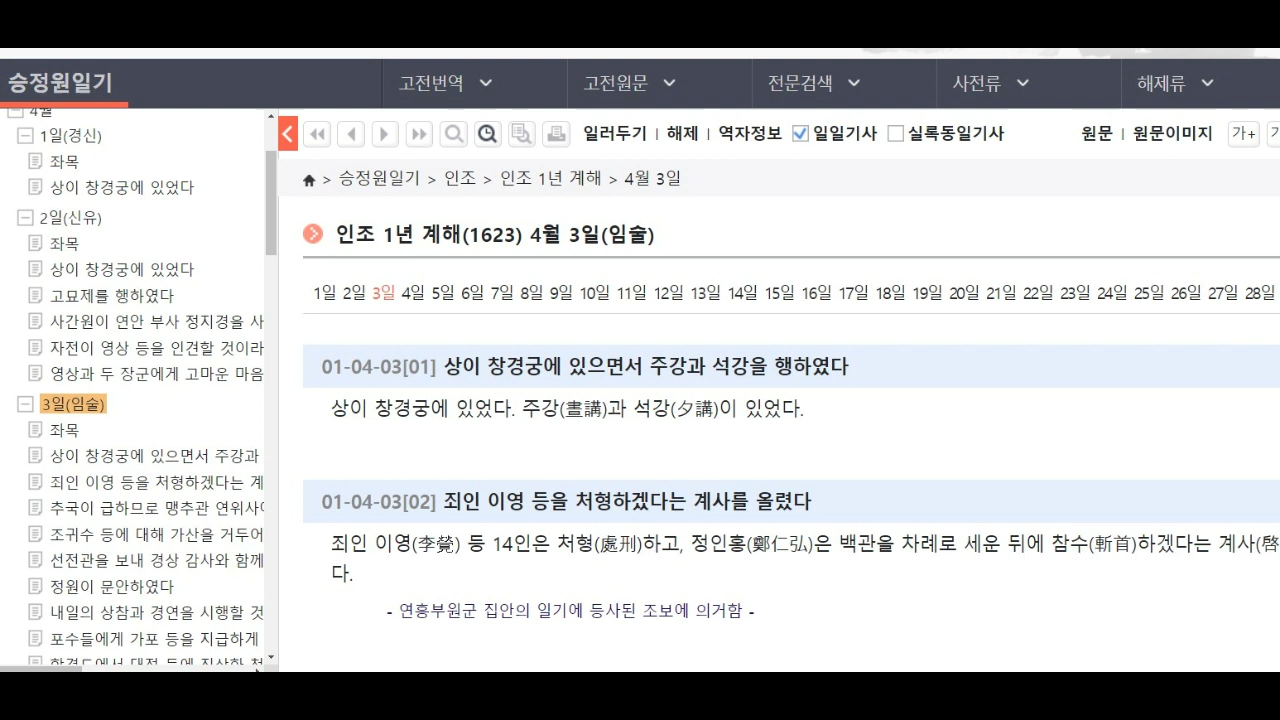 승정원일기
고전번역
고전원문
전문검색
사전류
해제류
4월
1일(경신)
좌목
상이 창경궁에 있었다
2일(신유)
좌목
상이 창경궁에 있었다
고묘제를 행하였다
사간원이 연안 부사 정지경을 사
자전이 영상 등을 인견할 것이라
영상과 두 장군에게 고마운 마음
3일(임술)
좌목
상이 창경궁에 있으면서 주강과
죄인 이영 등을 처형하겠다는 계
추국이 급하므로 맹추관 연위사
조귀수 등에 대해 가산을 거두어
선전관을 보내 경상 감사와 함께
정원이 문안하였다
내일의 상참과 경연을 시행할 것
포수들에게 가포 등을 지급하게
일러두기 | 해제 | 역자정보 일일기사 실록동일기사 원문 | 원문이미지 가+
> 승정원일기 > 인조 > 인조 1년 계해 > 4월 3일
인조 1년 계해(1623) 4월 3일(임술)
1일 2일 3일 4일 5일 6일 7일 8일 9일 10일 11일 12일 13일 14일 15일 16일 17일 18일 19일 20일 21일 22일 23일 24일 25일 26일 27일 28일
01-04-03[01] 상이 창경궁에 있으면서 주강과 석강을 행하였다
상이 창경궁에 있었다. 주강(晝講)과 석강(夕講)이 있었다.
01-04-03[02] 죄인 이영 등을 처형하겠다는 계사를 올렸다
죄인 이영(李覮) 등 14인은 처형(處刑)하고, 정인홍(鄭仁弘)은 백관을 차례로 세운 뒤에 참수(斬首)하겠다는 계사(啓
다.
- 연흥부원군 집안의 일기에 등사된 조보에 의거함 -